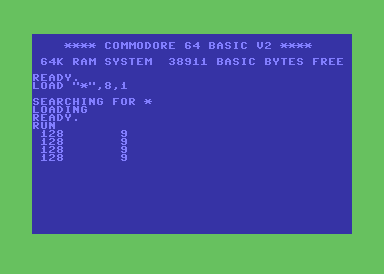 **** COMMODORE 64 BASIC V2 ****
64K RAM SYSTEM  38911 BASIC BYTES FREE
READY.
LOAD "*",8,1
SEARCHING FOR *
LOADING
READY.
RUN
128       9
128       9
128       9
128       9